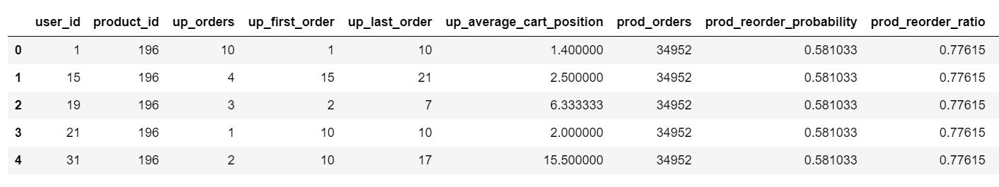 user_id product_id up_orders up_first_order up_last_order up_average_cart_position prod_orders prod_reorder_probability prod_reorder_ratio
0 1 196 10 1 10 1.400000 34952 0.581033 0.77615
1 15 196 4 15 21 2.500000 34952 0.581033 0.77615
2 19 196 3 2 7 6.333333 34952 0.581033 0.77615
3 21 196 1 10 10 2.000000 34952 0.581033 0.77615
4 31 196 2 10 17 15.500000 34952 0.581033 0.77615